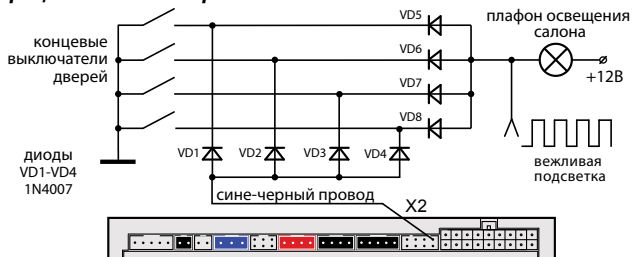 VD5
плафон освещения
салона
концевые
выключатели
дверей
VD6
+12В
VD7
VD8
диоды
VD1-VD4
1N4007
VD1
VD2
VD3
VD4
вежливая
подсветка
сине-черный провод
X2